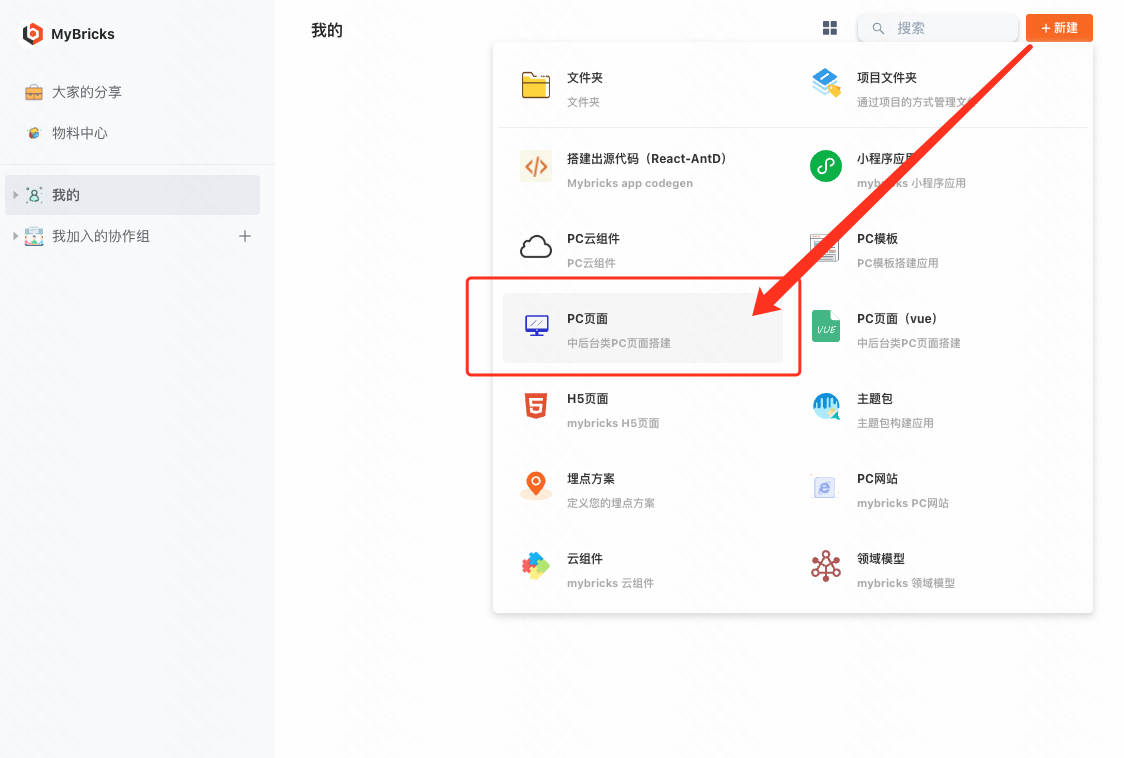 MyBricks
大家的分享
物料中心
我的
我加入的协作组
我的
搜索
新建
文件夹
文件夹
项目文件夹
通过项目的方式管理文件
搭建出源代码（React-AntD）
Mybricks app codegen
小程序应用
mybricks 小程序应用
PC云组件
PC云组件
PC模板
PC模板搭建应用
PC页面
中后台类PC页面搭建
PC页面（vue）
中后台类PC页面搭建
VUE
H5页面
mybricks H5页面
主题包
主题包构建应用
埋点方案
定义您的埋点方案
PC网站
mybricks PC网站
云组件
mybricks 云组件
领域模型
mybricks 领域模型